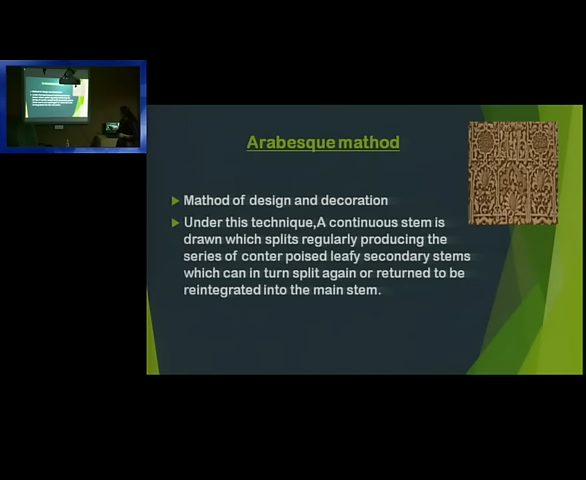 Arabesque mathod
Mathod of design and decoration
Under this technique,A continuous stem is
drawn which splits regularly producing the
series of conter poised leafy secondary stems
which can in turn split again or returned to be
reintegrated into the main stem.